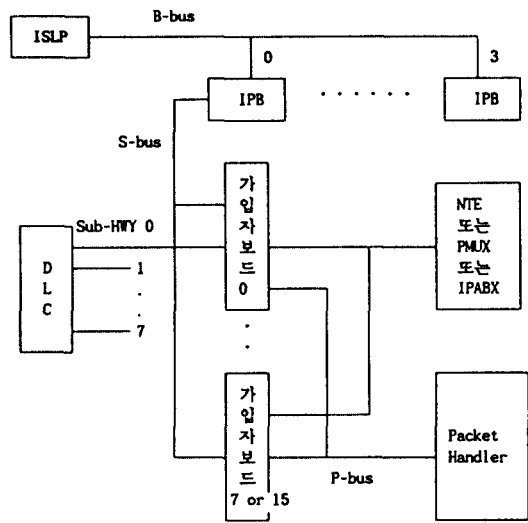 B-bus
ISLP
0
3
IPB
. . . . . .
IPB
S-bus
가입자보드
0
NTE
또는
PMUX
또는
IPABX
Sub-HWY 0
DLC
1
.
.
7
.
.
가입자보드
7 or 15
P-bus
Packet
Handler